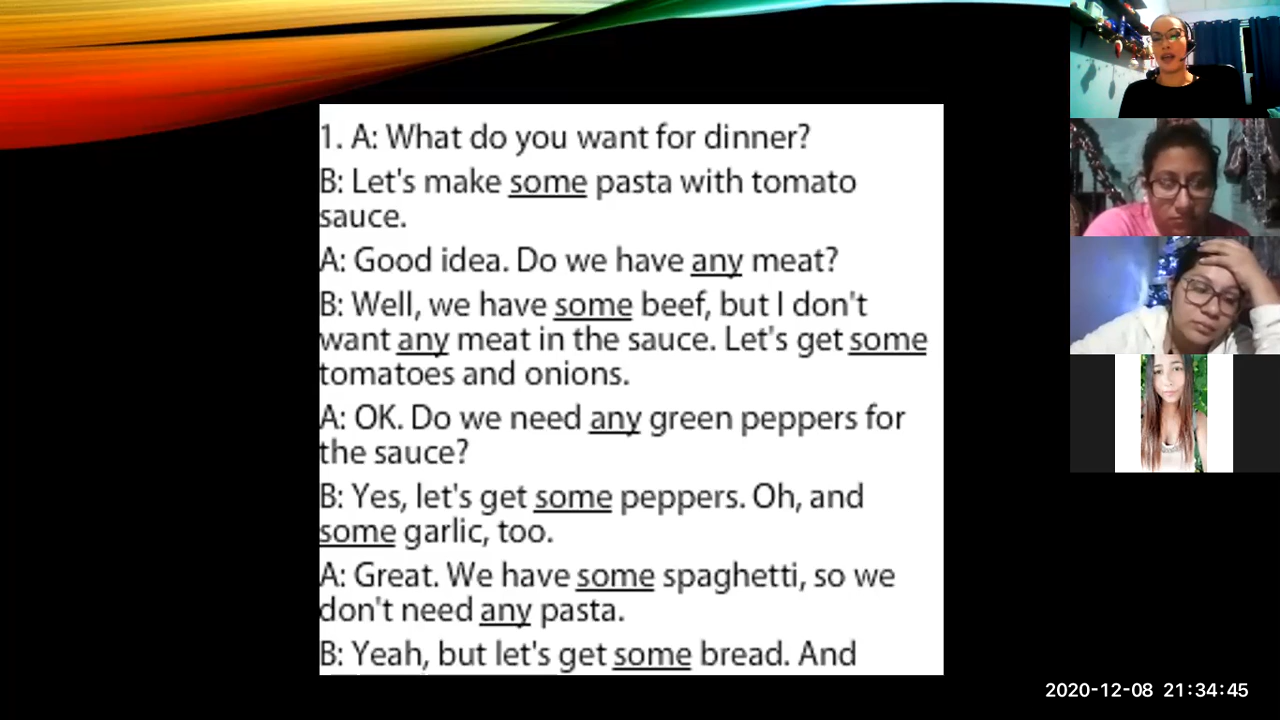 1. A: What do you want for dinner?
B: Let's make some pasta with tomato
sauce.
A: Good idea. Do we have any meat?
B: Well, we have some beef, but I don't
want any meat in the sauce. Let's get some
tomatoes and onions.
A: OK. Do we need any green peppers for
the sauce?
B: Yes, let's get some peppers. Oh, and
some garlic, too.
A: Great. We have some spaghetti, so we
don't need any pasta.
B: Yeah, but let's get some bread. And
2020-12-08 21:34:45